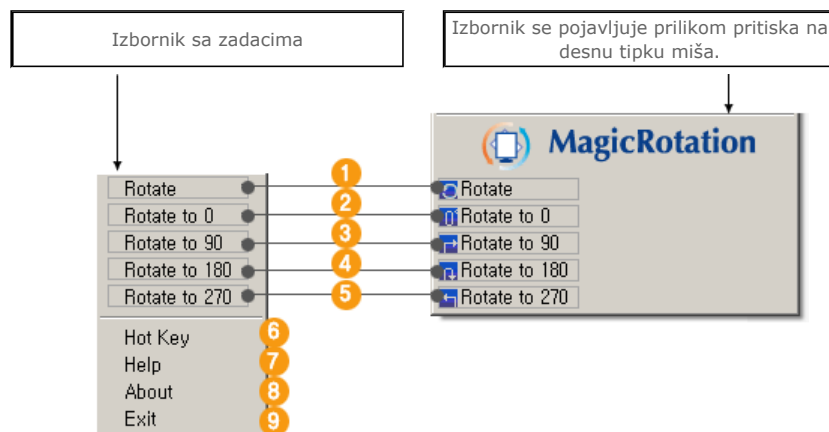 Izbornik sa zadacima
Izbornik se pojavljuje prilikom pritiska na
desnu tipku miša.
MagicRotation
1
2
3
4
5
Rotate
Rotate to 0
Rotate to 90
Rotate to 180
Rotate to 270
Hot Key
Help
About
Exit
6
7
8
9
Rotate
Rotate to 0
Rotate to 90
Rotate to 180
Rotate to 270